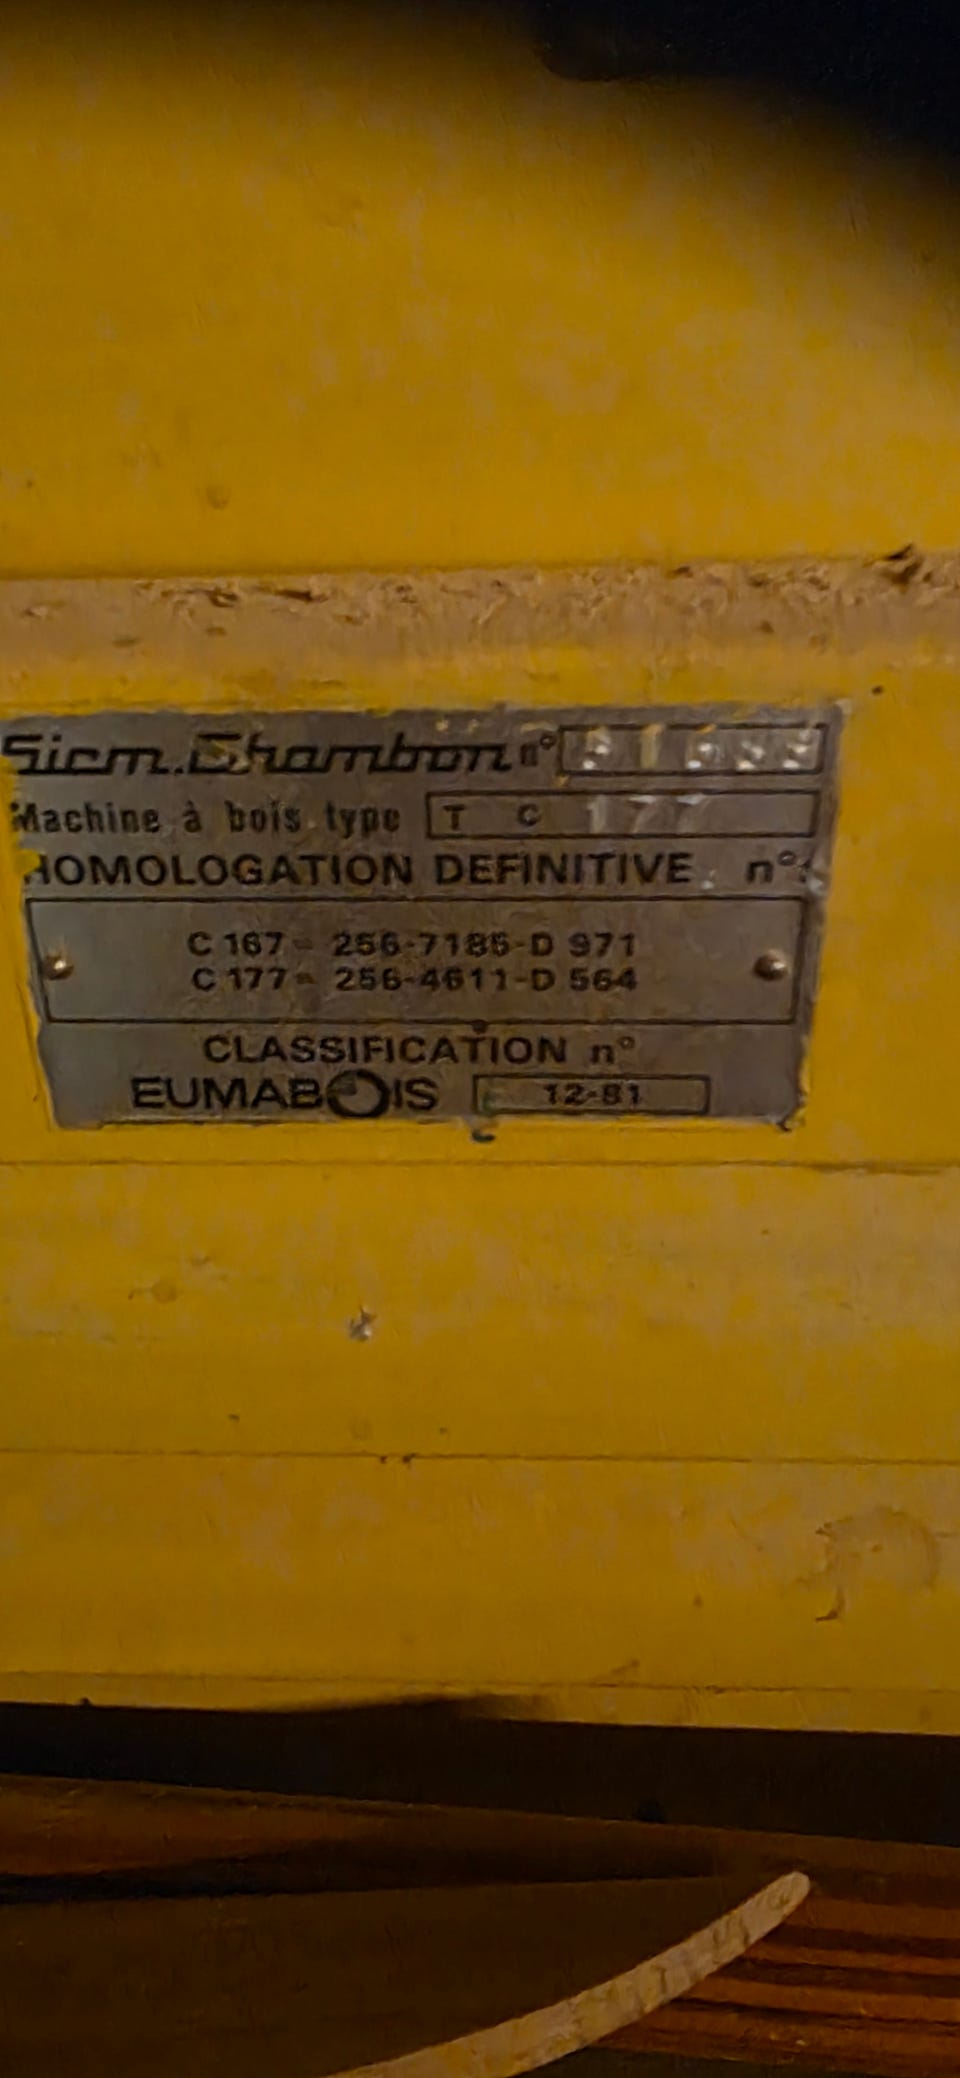 Sicm.Chambon n°
Machine à bois type T C 177
HOMOLOGATION DEFINITIVE n°
C 167 = 256-7185-D 971
C 177 = 256-4611-D 564
CLASSIFICATION n°
EUMABOIS 12-81